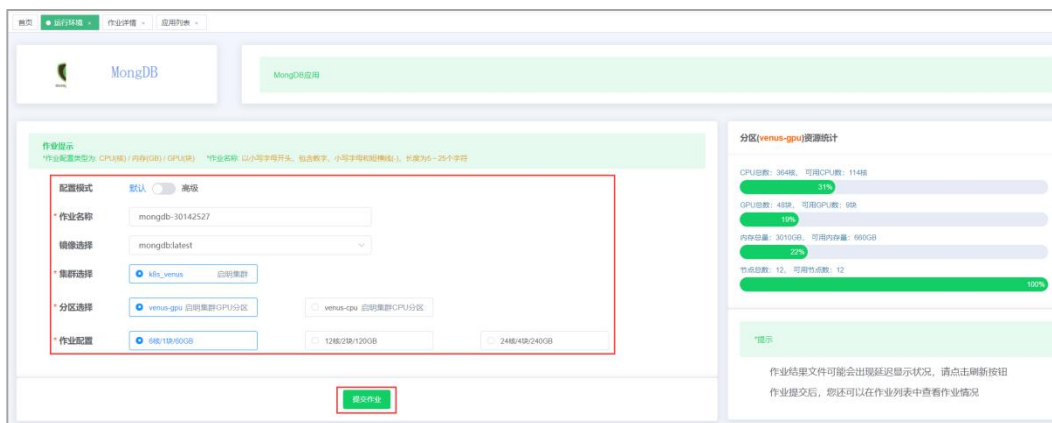 首页 运行环境 × 作业详情 × 应用列表 ×
MongDB
MongDB应用
作业提示
*作业配置类型为: CPU(核) / 内存(GB) / GPU(块) *作业名称: 以小写字母开头，包含数字、小写字母和短横线(-)，长度为5~25个字符
配置模式 默认 高级
* 作业名称 mongdb-30142527
镜像选择 mongdb:latest
* 集群选择 k8s_venus 启明集群
* 分区选择 venus-gpu 启明集群GPU分区 venus-cpu 启明集群CPU分区
* 作业配置 6核/1块/60GB 12核/2块/120GB 24核/4块/240GB
提交作业
分区(venus-gpu)资源统计
CPU总数: 364核, 可用CPU数: 114核
31%
GPU总数: 48块, 可用GPU数: 9块
19%
内存总量: 3010GB, 可用内存量: 660GB
22%
节点总数: 12, 可用节点数: 12
100%
*提示
作业结果文件可能会出现延迟显示状况，请点击刷新按钮
作业提交后，您还可以在作业列表中查看作业情况